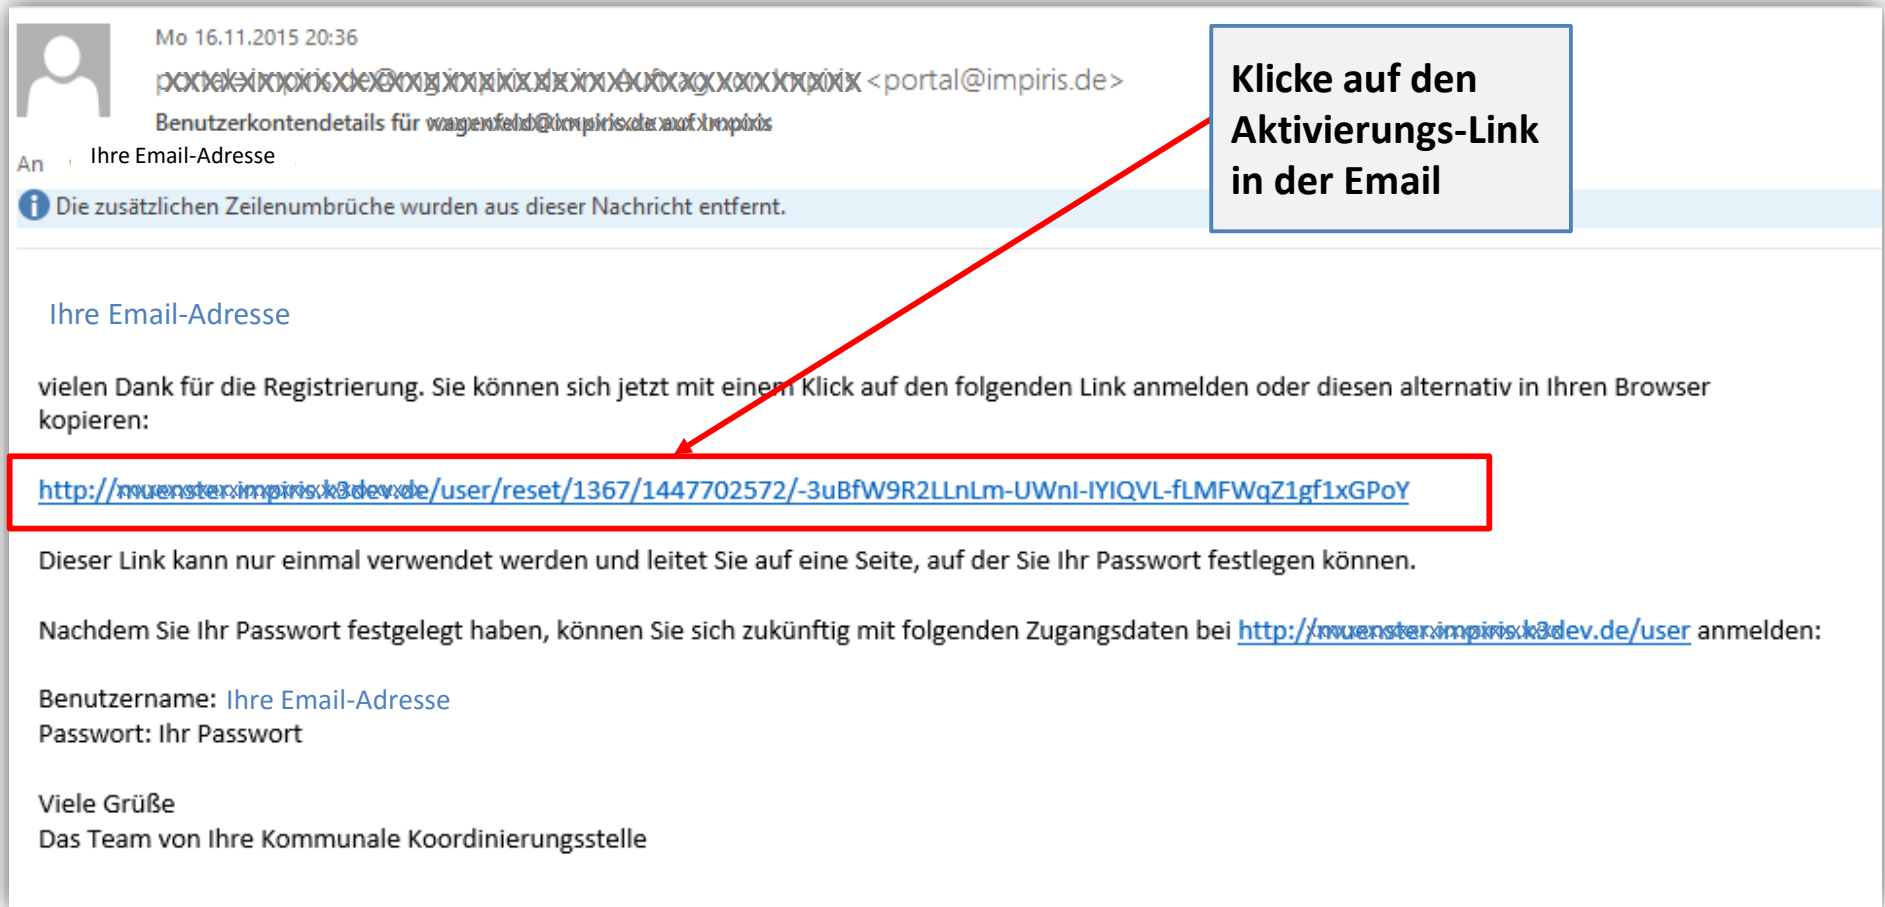 Mo 16.11.2015 20:36
<portal@impiris.de>
Benutzerkontendetails für
An Ihre Email-Adresse
Die zusätzlichen Zeilenumbrüche wurden aus dieser Nachricht entfernt.
Klicke auf den
Aktivierungs-Link
in der Email
Ihre Email-Adresse
vielen Dank für die Registrierung. Sie können sich jetzt mit einem Klick auf den folgenden Link anmelden oder diesen alternativ in Ihren Browser
kopieren:
http:///user/reset/1367/1447702572/-3uBfW9R2LLnLm-UWnI-IYIQVL-fLMFWqZ1gf1xGPoY
Dieser Link kann nur einmal verwendet werden und leitet Sie auf eine Seite, auf der Sie Ihr Passwort festlegen können.
Nachdem Sie Ihr Passwort festgelegt haben, können Sie sich zukünftig mit folgenden Zugangsdaten bei http://ev.de/user anmelden:
Benutzername: Ihre Email-Adresse
Passwort: Ihr Passwort
Viele Grüße
Das Team von Ihre Kommunale Koordinierungsstelle